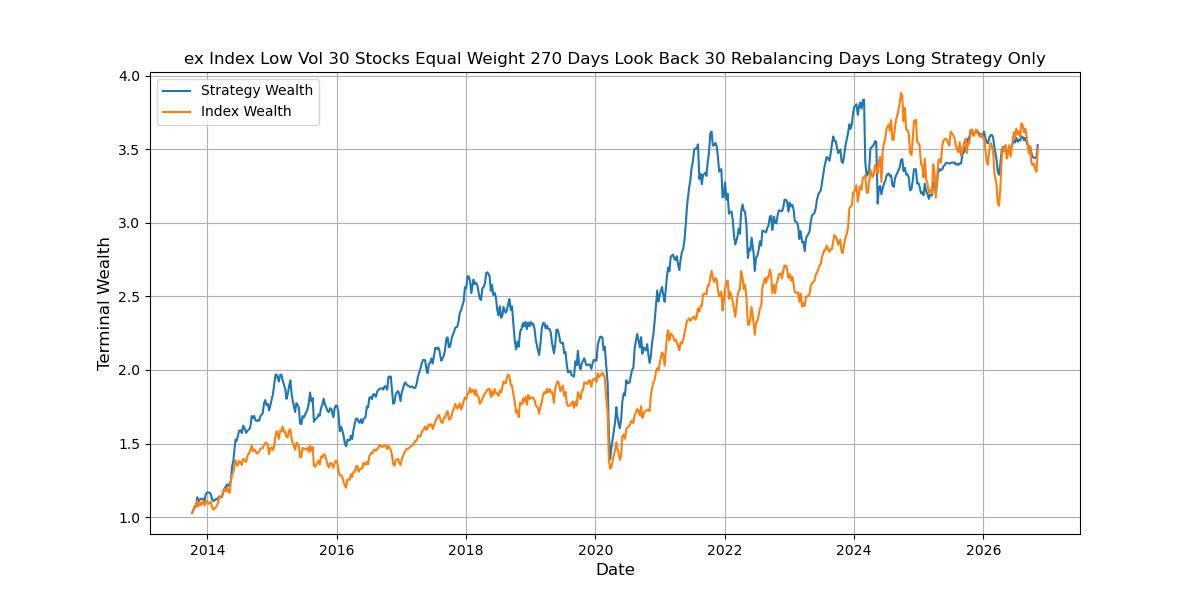 ex Index Low Vol 30 Stocks Equal Weight 270 Days Look Back 30 Rebalancing Days Long Strategy Only
Strategy Wealth
Index Wealth
Terminal Wealth
4.0
3.5
3.0
2.5
2.0
1.5
1.0
2014 2016 2018 2020 2022 2024 2026
Date